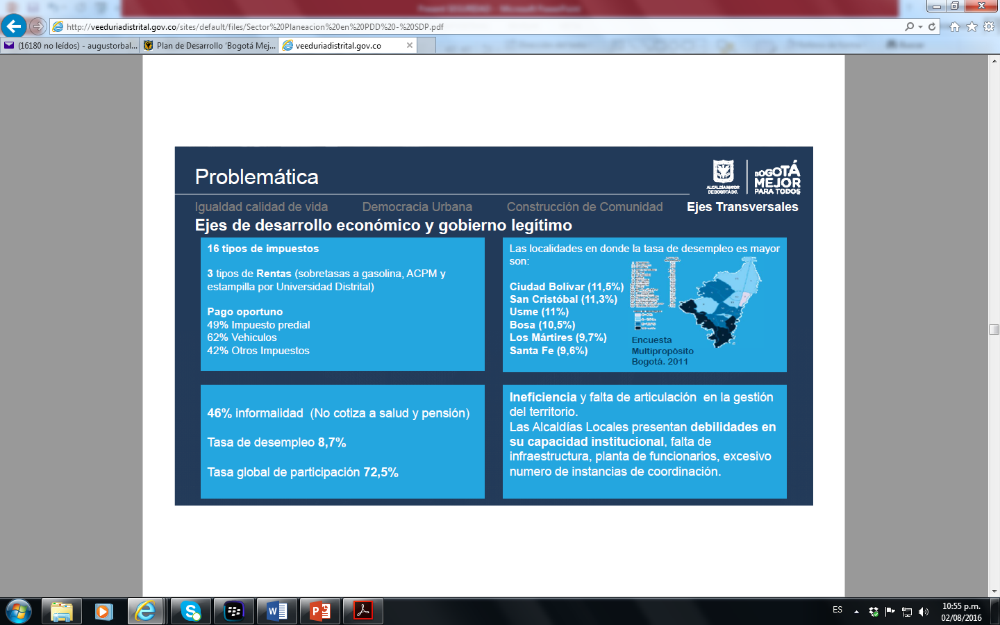 Present SEGURIDAD - Microsoft PowerPoint
http://veeduriadistrital.gov.co/sites/default/files/Sector%20Planeacion%20en%20PDD%20-%20SDP.pdf
(16180 no leídos) - augustorbal...
Plan de Desarrollo 'Bogotá Mej...
veeduriadistrital.gov.co
Problemática
ALCALDÍA MAYOR
DE BOGOTÁ DC.
BOGOTÁ
MEJOR
PARA TODOS
Igualdad calidad de vida Democracia Urbana Construcción de Comunidad Ejes Transversales
Ejes de desarrollo económico y gobierno legítimo
16 tipos de impuestos
3 tipos de Rentas (sobretasas a gasolina, ACPM y
estampilla por Universidad Distrital)
Pago oportuno
49% Impuesto predial
62% Vehiculos
42% Otros Impuestos
Las localidades en donde la tasa de desempleo es mayor
son:
Ciudad Bolívar (11,5%)
San Cristóbal (11,3%)
Usme (11%)
Bosa (10,5%)
Los Mártires (9,7%)
Santa Fe (9,6%)
Encuesta
Multipropósito
Bogotá. 2011
46% informalidad (No cotiza a salud y pensión)
Tasa de desempleo 8,7%
Tasa global de participación 72,5%
Ineficiencia y falta de articulación en la gestión
del territorio.
Las Alcaldías Locales presentan debilidades en
su capacidad institucional, falta de
infraestructura, planta de funcionarios, excesivo
numero de instancias de coordinación.
ES
10:55 p.m.
02/08/2016